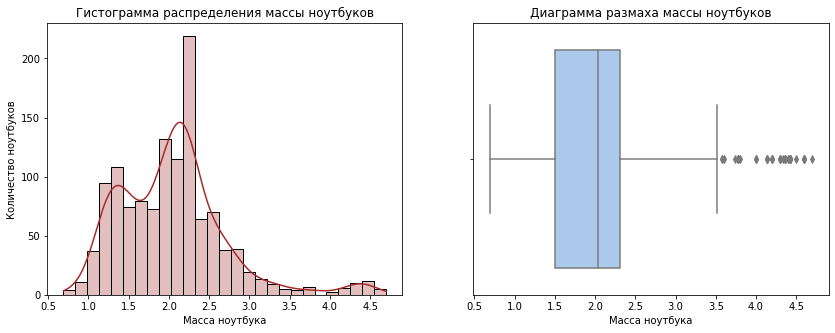 Гистограмма распределения массы ноутбуков
Количество ноутбуков
200
150
100
50
0
0.5 1.0 1.5 2.0 2.5 3.0 3.5 4.0 4.5
Масса ноутбука
Диаграмма размаха массы ноутбуков
0.5 1.0 1.5 2.0 2.5 3.0 3.5 4.0 4.5
Масса ноутбука